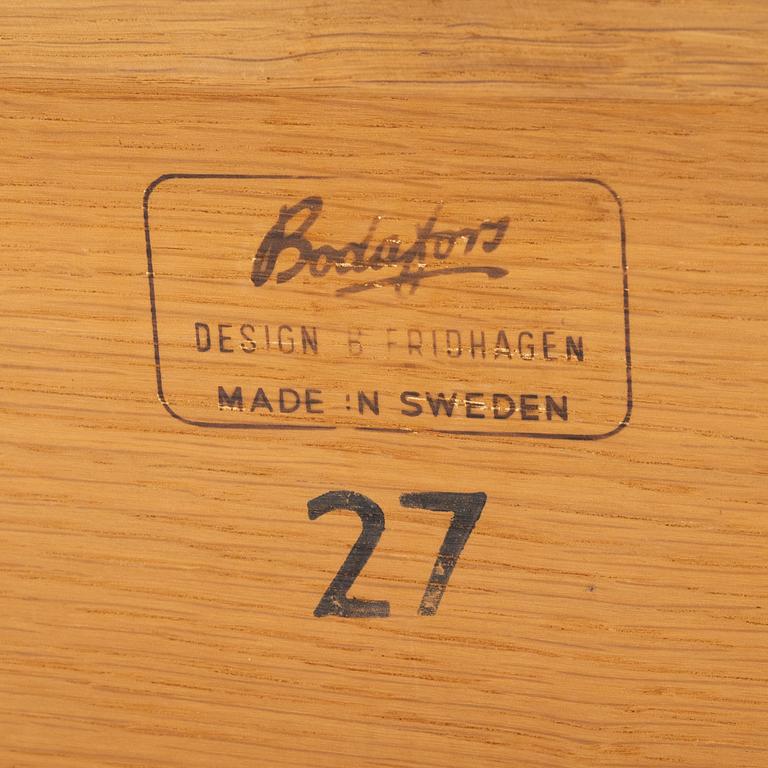 Bodafors
DESIGN B FRIDHAGEN
MADE IN SWEDEN
27